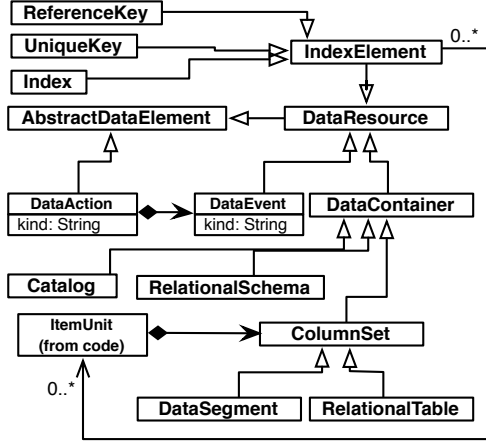 ReferenceKey
UniqueKey
IndexElement
0..*
Index
AbstractDataElement
DataResource
DataAction
kind: String
DataEvent
kind: String
DataContainer
Catalog
RelationalSchema
ItemUnit
(from code)
ColumnSet
0..*
DataSegment
RelationalTable